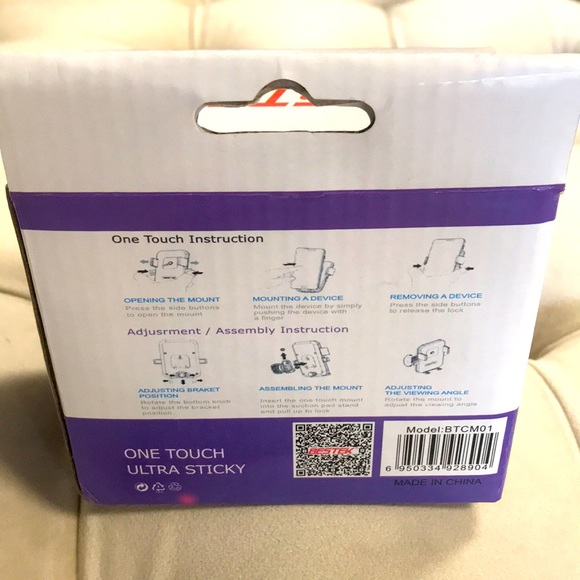 One Touch Instruction
OPENING THE MOUNT
Press the side buttons
to open the mount
MOUNTING A DEVICE
Mount the device by simply
pushing the device with
a finger
REMOVING A DEVICE
Press the side buttons
to release the lock
Adjusrment / Assembly Instruction
ADJUSTING BRAKET
POSITION
Rotate the bottom knob
to adjust the bracket
position.
ASSEMBLING THE MOUNT
Insert the one touch mount
into the suction pad stand
and pull up to lock
ADJUSTING
THE VIEWING ANGLE
Rotate the mount to
adjust the viewing angle
ONE TOUCH
ULTRA STICKY
BESTEK
Model:BTCM01
6 950334 928904
MADE IN CHINA